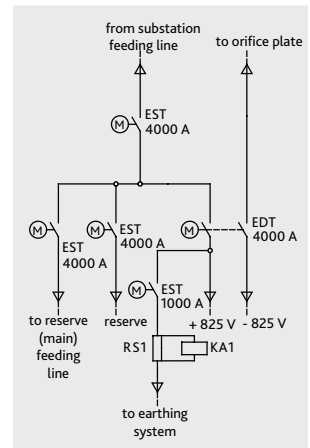 from substation
feeding line
to orifice plate
M
EST
4000 A
M
EST
4000 A
M
EST
4000 A
M
EDT
4000 A
M
EST
1000 A
to reserve
(main)
feeding
line
reserve
+ 825 V
- 825 V
RS1
KA1
to earthing
system